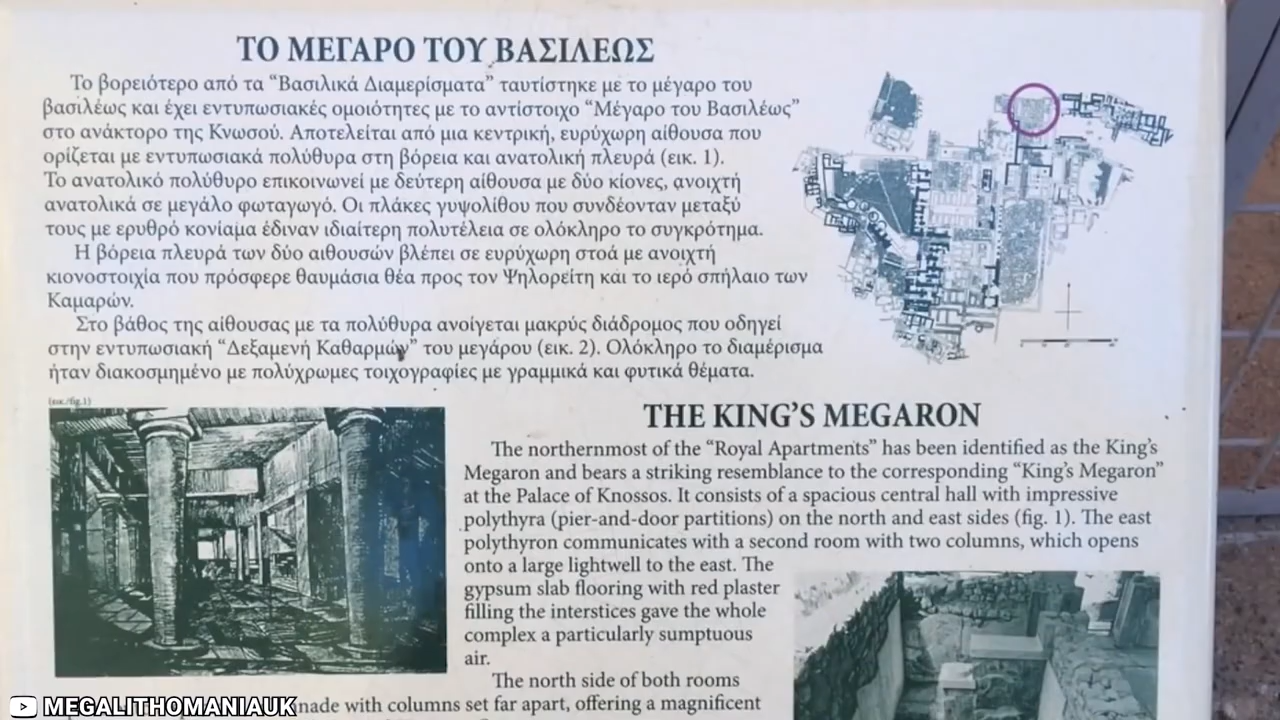 ΤΟ ΜΕΓΑΡΟ ΤΟΥ ΒΑΣΙΛΕΩΣ
Το βορειότερο από τα “Βασιλικά Διαμερίσματα” ταυτίστηκε με το μέγαρο του
βασιλέως και έχει εντυπωσιακές ομοιότητες με το αντίστοιχο “Μέγαρο του Βασιλέως”
στο ανάκτορο της Κνωσού. Αποτελείται από μια κεντρική, ευρύχωρη αίθουσα που
ορίζεται με εντυπωσιακά πολύθυρα στη βόρεια και ανατολική πλευρά (εικ. 1).
Το ανατολικό πολύθυρο επικοινωνεί με δεύτερη αίθουσα με δύο κίονες, ανοιχτή
ανατολικά σε μεγάλο φωταγωγό. Οι πλάκες γυψολίθου που συνδέονταν μεταξύ
τους με ερυθρό κονίαμα έδιναν ιδιαίτερη πολυτέλεια σε ολόκληρο το συγκρότημα.
Η βόρεια πλευρά των δύο αιθουσών βλέπει σε ευρύχωρη στοά με ανοιχτή
κιονοστοιχία που πρόσφερε θαυμάσια θέα προς τον Ψηλορείτη και το ιερό σπήλαιο των
Καμαρών.
Στο βάθος της αίθουσας με τα πολύθυρα ανοίγεται μακρύς διάδρομος που οδηγεί
στην εντυπωσιακή “Δεξαμενή Καθαρμών” του μεγάρου (εικ. 2). Ολόκληρο το διαμέρισμα
ήταν διακοσμημένο με πολύχρωμες τοιχογραφίες με γραμμικά και φυτικά θέματα.
(εικ./fig.1)
THE KING’S MEGARON
The northernmost of the “Royal Apartments” has been identified as the King’s
Megaron and bears a striking resemblance to the corresponding “King’s Megaron”
at the Palace of Knossos. It consists of a spacious central hall with impressive
polythyra (pier-and-door partitions) on the north and east sides (fig. 1). The east
polythyron communicates with a second room with two columns, which opens
onto a large lightwell to the east. The
gypsum slab flooring with red plaster
filling the interstices gave the whole
complex a particularly sumptuous
air.
The north side of both rooms
nade with columns set far apart, offering a magnificent
MEGALITHOMANIAUK